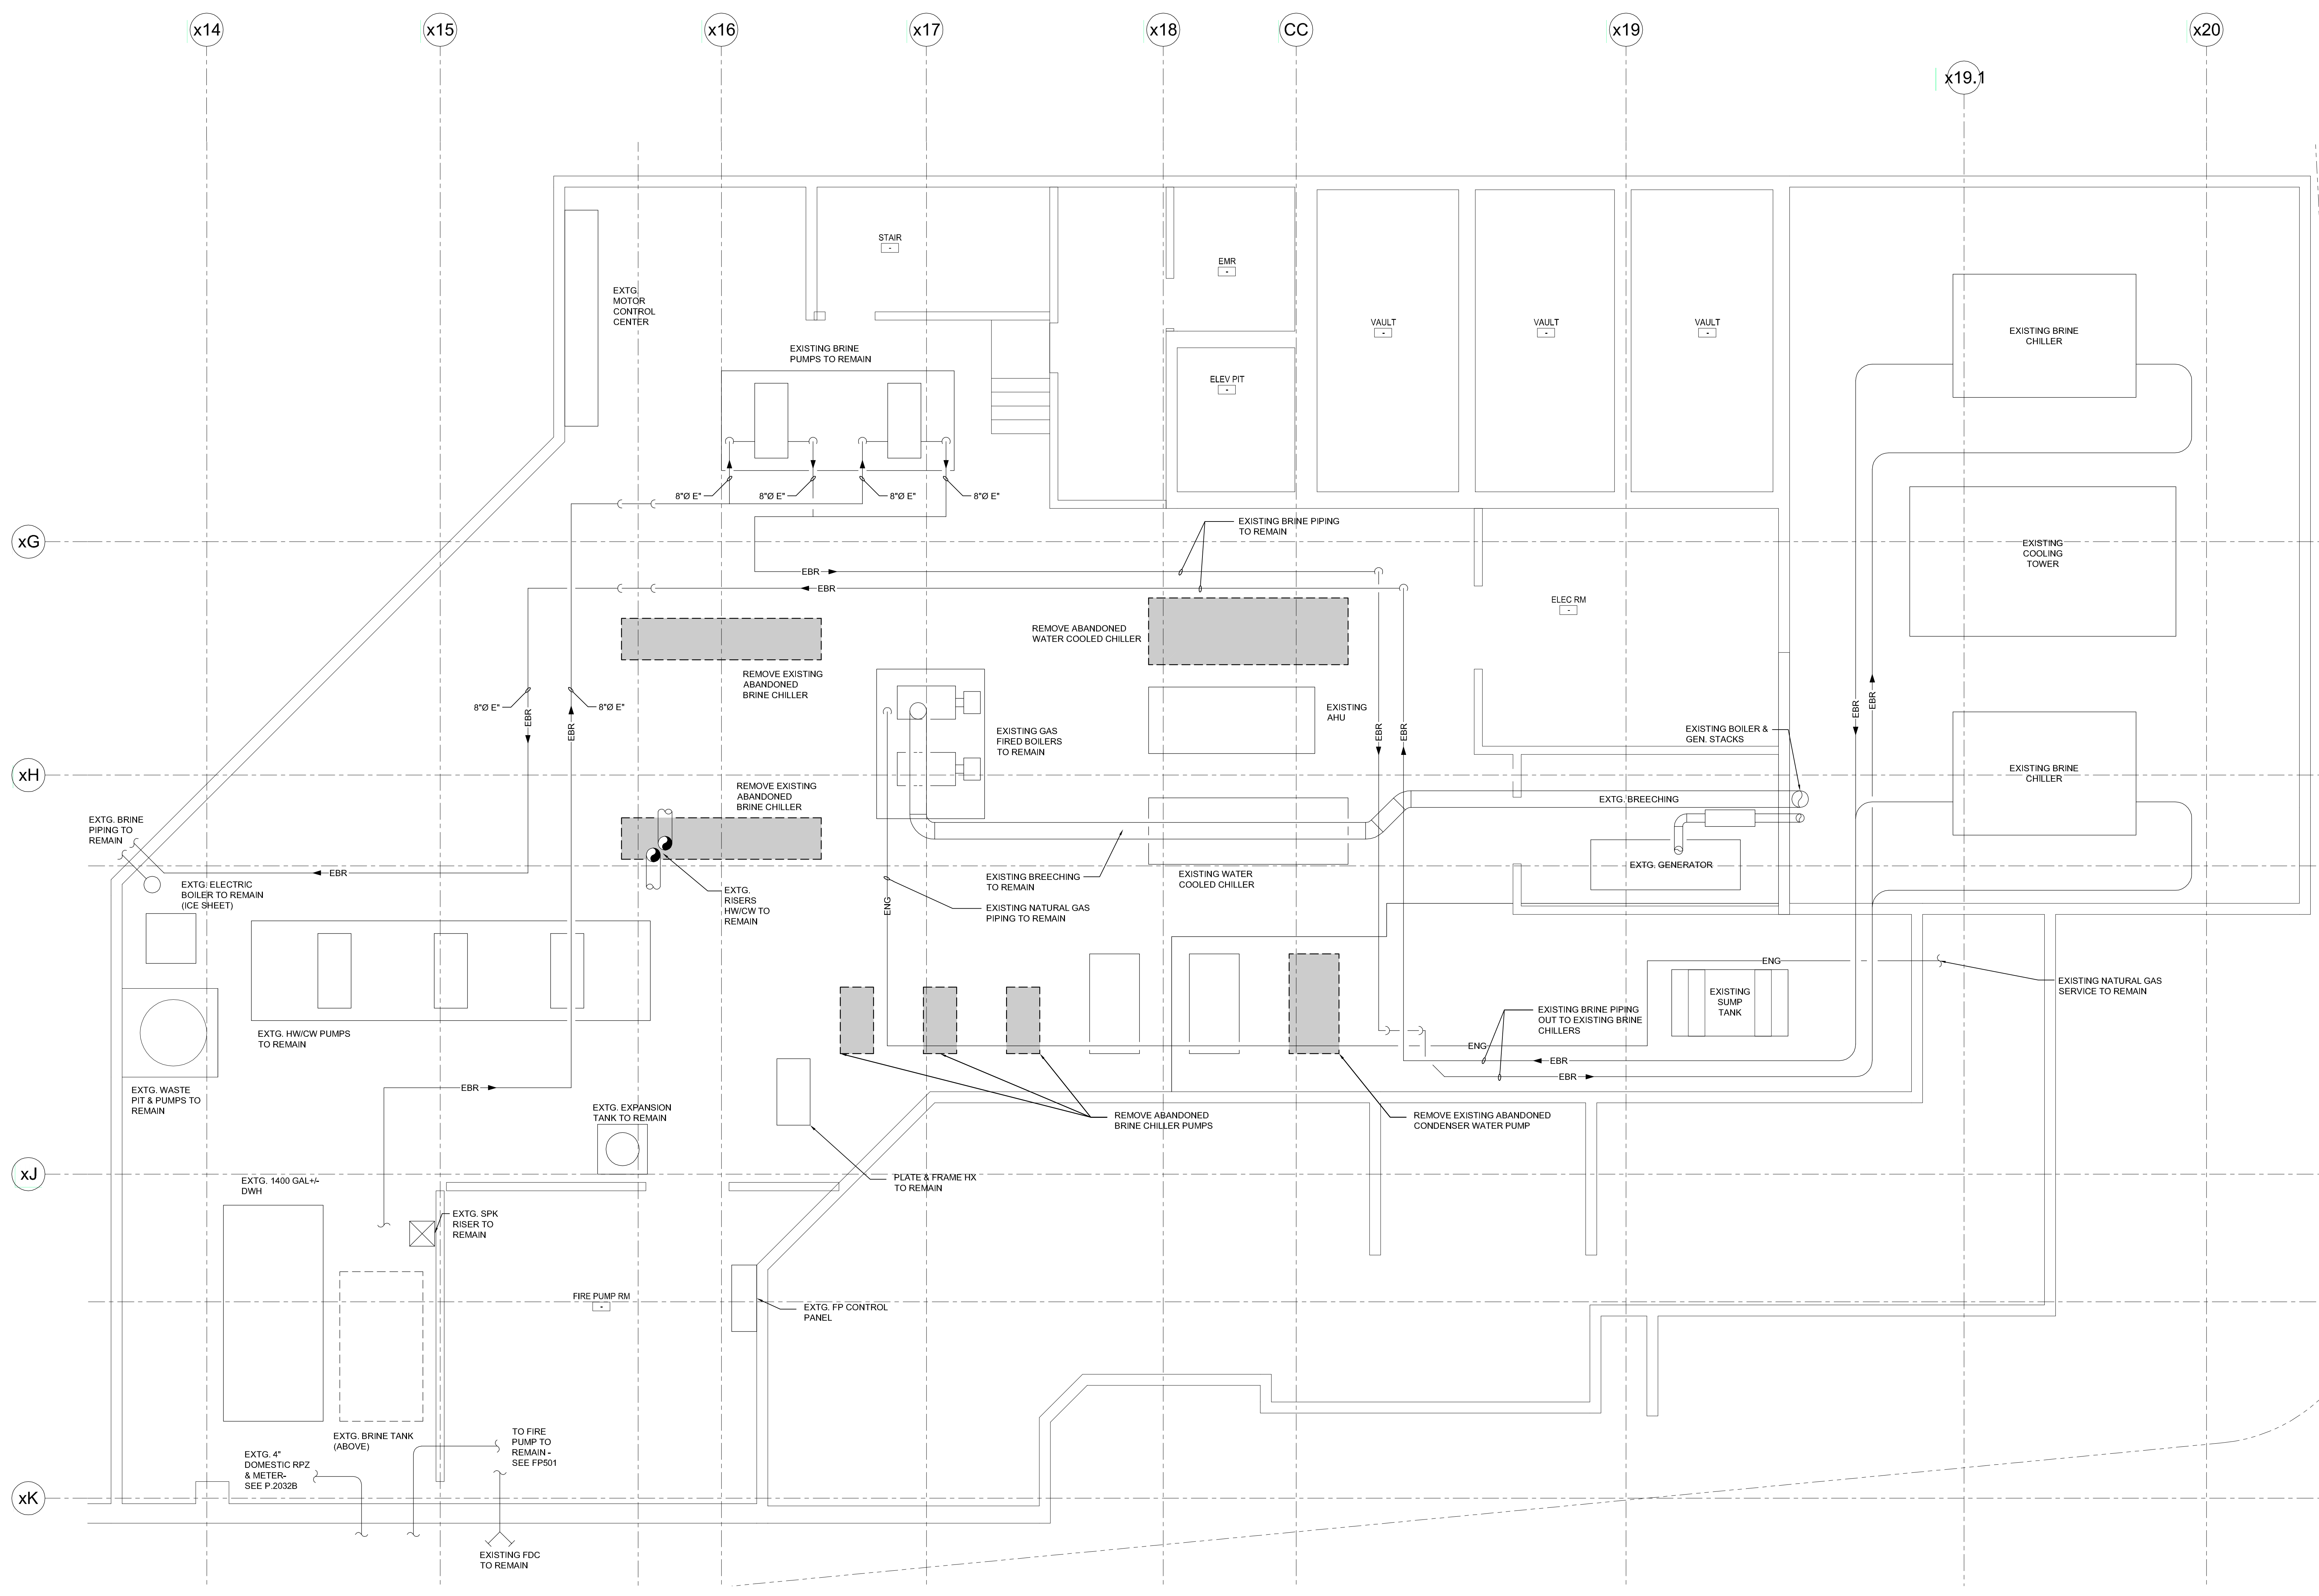 x14
x15
x16
x17
x18
CC
x19
x19.1
x20
STAIR
-
EMR
-
EXTG.
MOTOR
CONTROL
CENTER
EXISTING BRINE
PUMPS TO REMAIN
ELEV PIT
-
VAULT
-
VAULT
-
VAULT
-
EXISTING BRINE
CHILLER
8"Ø E"
8"Ø E"
8"Ø E"
8"Ø E"
EXISTING BRINE PIPING
TO REMAIN
xG
EXISTING
COOLING
TOWER
EBR
EBR
ELEC RM
-
REMOVE ABANDONED
WATER COOLED CHILLER
REMOVE EXISTING
ABANDONED
BRINE CHILLER
8"Ø E"
8"Ø E"
EBR
EBR
EXISTING
AHU
EBR
EBR
EBR
EBR
EXISTING GAS
FIRED BOILERS
TO REMAIN
EXISTING BOILER &
GEN. STACKS
xH
EXISTING BRINE
CHILLER
REMOVE EXISTING
ABANDONED
BRINE CHILLER
EXTG. BREECHING
EXTG. BRINE
PIPING TO
REMAIN
EBR
EXTG. GENERATOR
EXTG. ELECTRIC
BOILER TO REMAIN
(ICE SHEET)
EXTG.
RISERS
HW/CW TO
REMAIN
ENG
EXISTING BREECHING
TO REMAIN
EXISTING WATER
COOLED CHILLER
EXISTING NATURAL GAS
PIPING TO REMAIN
ENG
EXISTING NATURAL GAS
SERVICE TO REMAIN
EXISTING
SUMP
TANK
EXISTING BRINE PIPING
OUT TO EXISTING BRINE
CHILLERS
EXTG. HW/CW PUMPS
TO REMAIN
ENG
EBR
EBR
EBR
EXTG. WASTE
PIT & PUMPS TO
REMAIN
EXTG. EXPANSION
TANK TO REMAIN
REMOVE ABANDONED
BRINE CHILLER PUMPS
REMOVE EXISTING ABANDONED
CONDENSER WATER PUMP
xJ
EXTG. 1400 GAL+/-
DWH
PLATE & FRAME HX
TO REMAIN
EXTG. SPK
RISER TO
REMAIN
FIRE PUMP RM
-
EXTG. FP CONTROL
PANEL
EXTG. BRINE TANK
(ABOVE)
TO FIRE
PUMP TO
REMAIN -
SEE FP501
EXTG. 4"
DOMESTIC RPZ
& METER-
SEE P.2032B
xK
EXISTING FDC
TO REMAIN